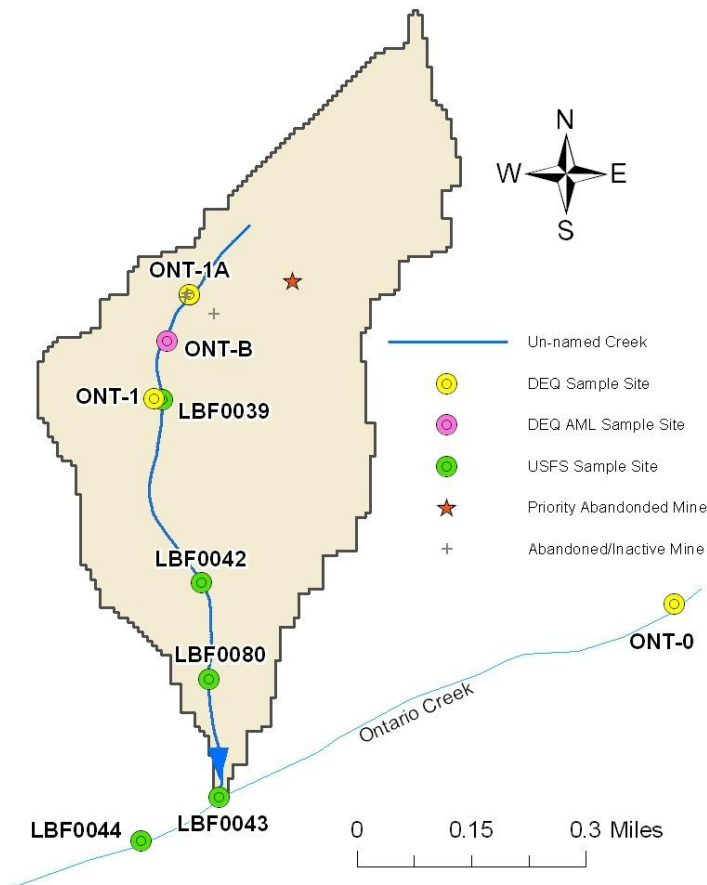 N
W E
S
ONT-1A
ONT-B
ONT-1
LBF0039
LBF0042
LBF0080
LBF0043
LBF0044
ONT-0
Ontario Creek
Un-named Creek
DEQ Sample Site
DEQ AML Sample Site
USFS Sample Site
Priority Abandonded Mine
Abandoned/Inactive Mine
0 0.15 0.3 Miles